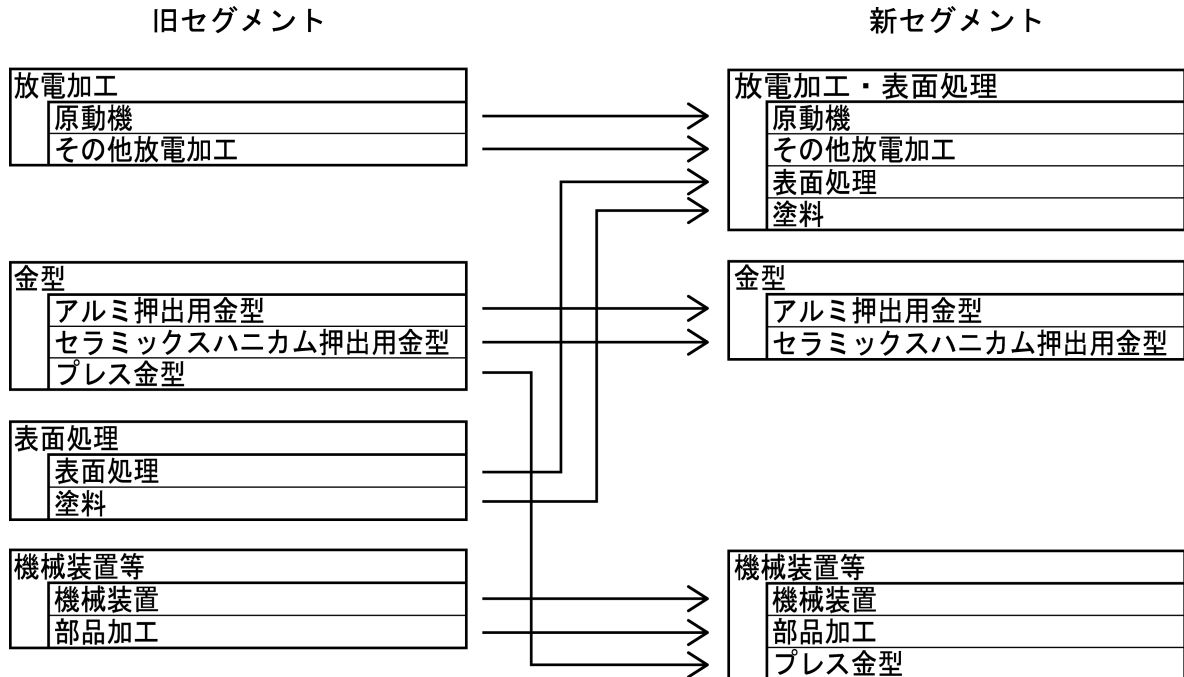 旧セグメント
放電加工
原動機
その他放電加工
金型
アルミ押出用金型
セラミックスハニカム押出用金型
プレス金型
表面処理
表面処理
塗料
機械装置等
機械装置
部品加工
新セグメント
放電加工・表面処理
原動機
その他放電加工
表面処理
塗料
金型
アルミ押出用金型
セラミックスハニカム押出用金型
機械装置等
機械装置
部品加工
プレス金型